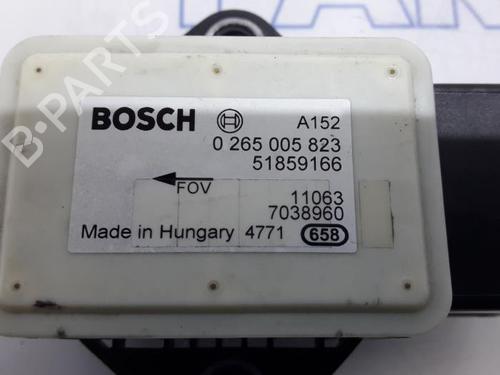 BOSCH A152
0 265 005 823
51859166
FOV
11063
7038960
Made in Hungary 4771 658
B-PARTS